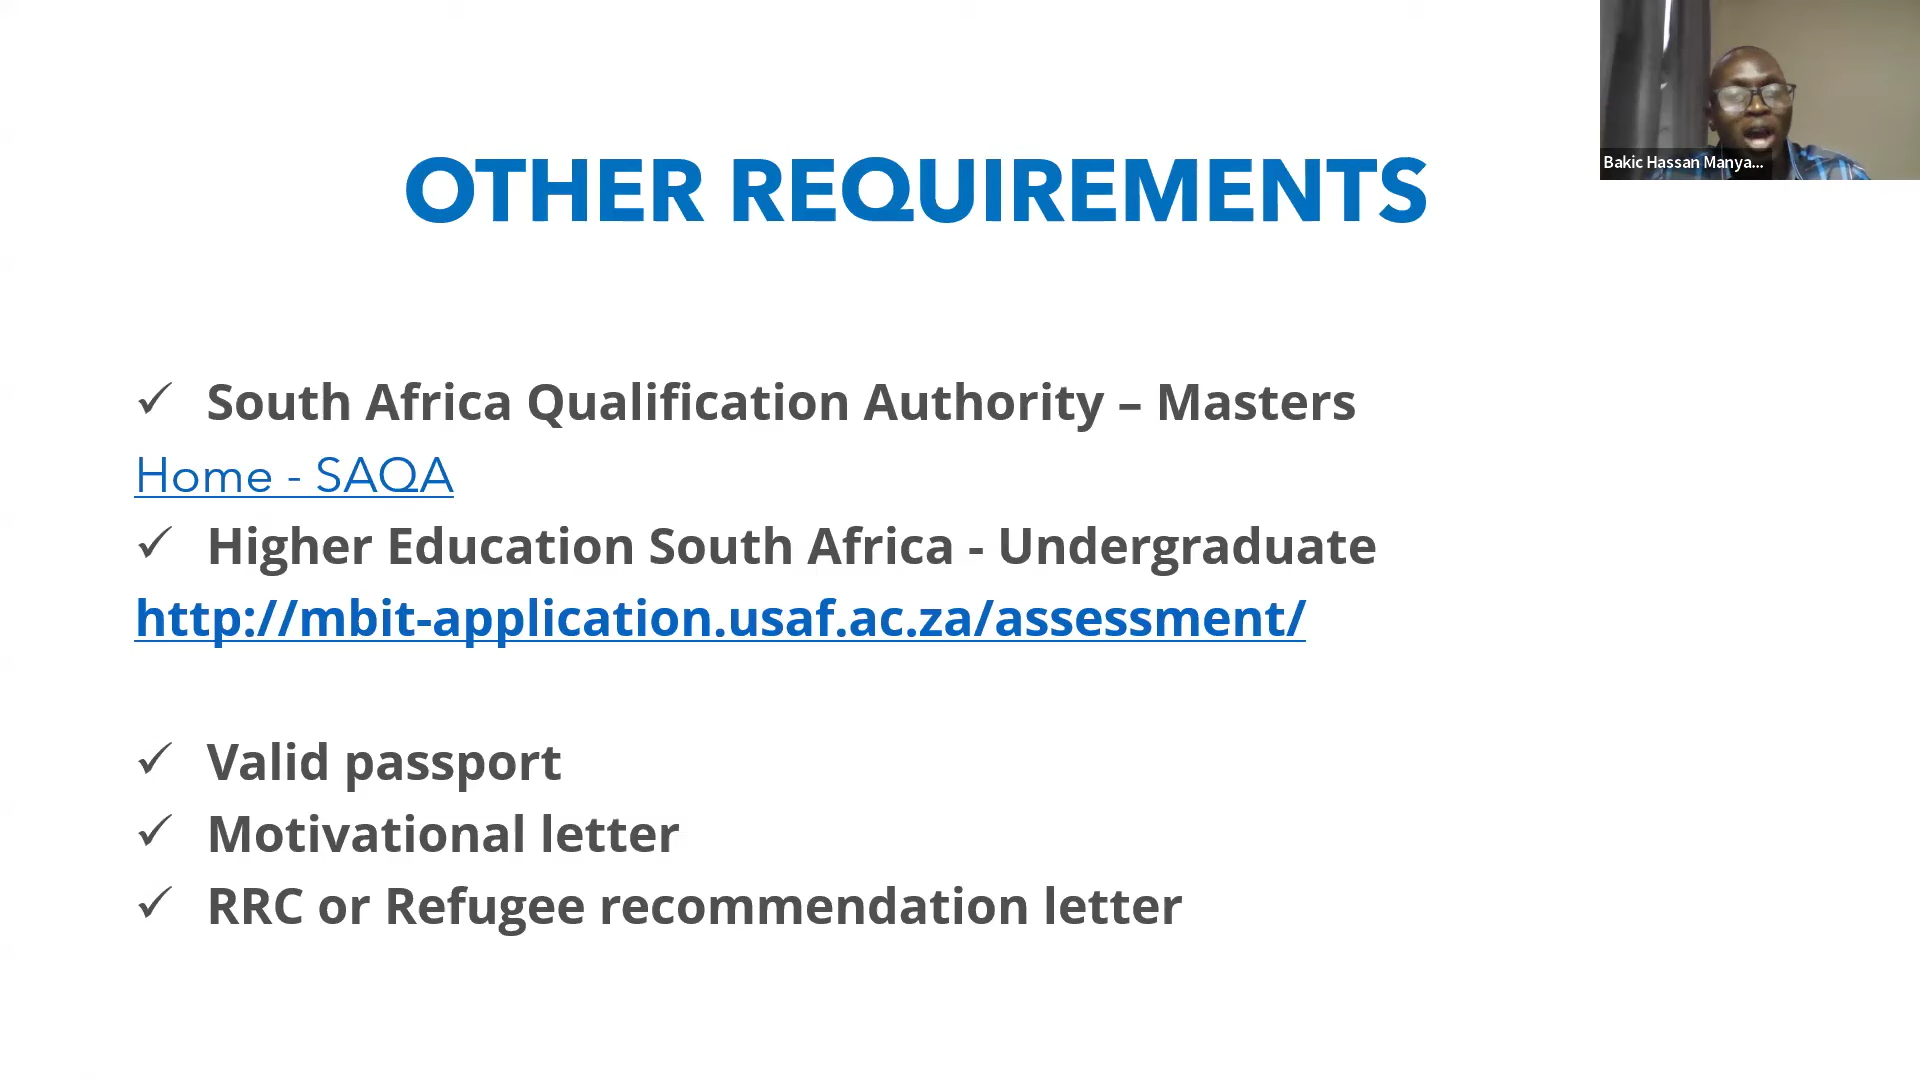 OTHER REQUIREMENTS
Bakic Hassan Manya...
✓ South Africa Qualification Authority – Masters
Home - SAQA
✓ Higher Education South Africa - Undergraduate
http://mbit-application.usaf.ac.za/assessment/
✓ Valid passport
✓ Motivational letter
✓ RRC or Refugee recommendation letter